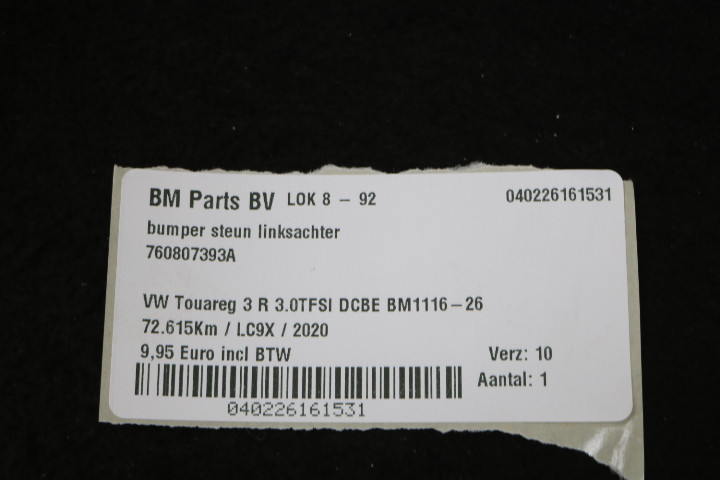 BM Parts BV LOK 8 - 92 040226161531
bumper steun linksachter
760807393A
VW Touareg 3 R 3.0TFSI DCBE BM1116-26
72.615Km / LC9X / 2020
9,95 Euro incl BTW Verz: 10
Aantal: 1
040226161531